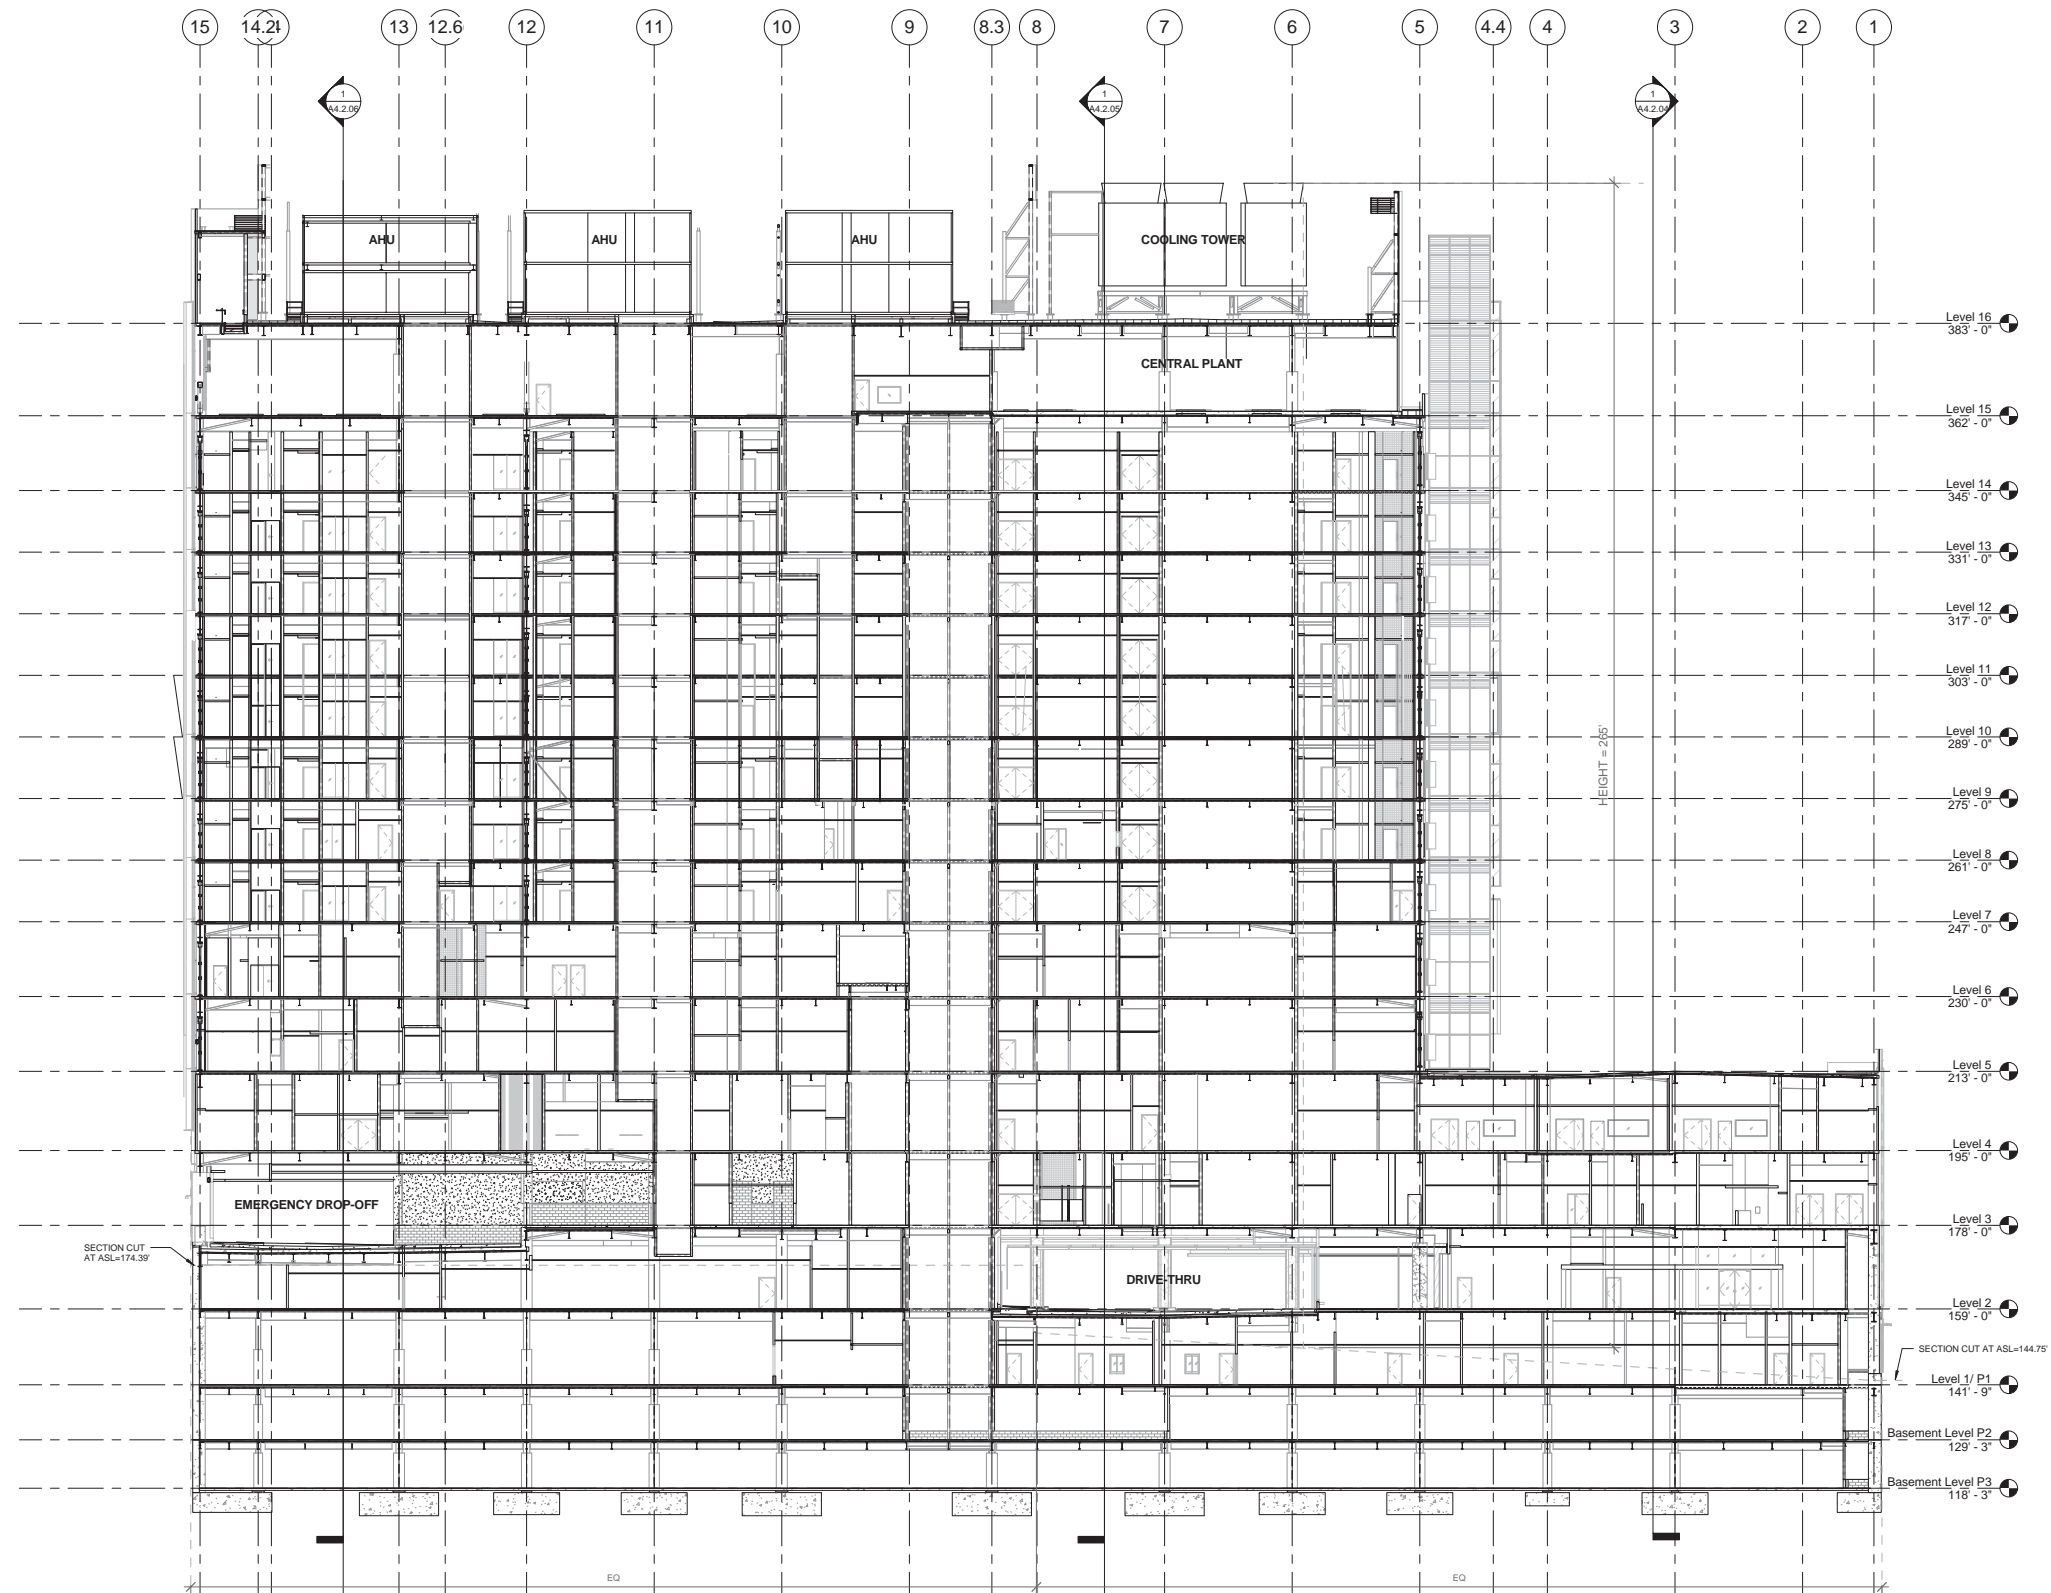 15
14.2
13
12.6
12
11
10
9
8.3
8
7
6
5
4.4
4
3
2
1
1
A4.2.06
1
A4.2.05
1
A4.2.04
AHU
AHU
AHU
COOLING TOWER
Level 16
383' - 0"
CENTRAL PLANT
Level 15
362' - 0"
Level 14
345' - 0"
Level 13
331' - 0"
Level 12
317' - 0"
Level 11
303' - 0"
Level 10
289' - 0"
HEIGHT = 265'
Level 9
275' - 0"
Level 8
261' - 0"
Level 7
247' - 0"
Level 6
230' - 0"
Level 5
213' - 0"
Level 4
195' - 0"
EMERGENCY DROP-OFF
Level 3
178' - 0"
SECTION CUT
AT ASL=174.39'
DRIVE-THRU
Level 2
159' - 0"
SECTION CUT AT ASL=144.75'
Level 1/ P1
141' - 9"
Basement Level P2
129' - 3"
Basement Level P3
118' - 3"
EQ
EQ